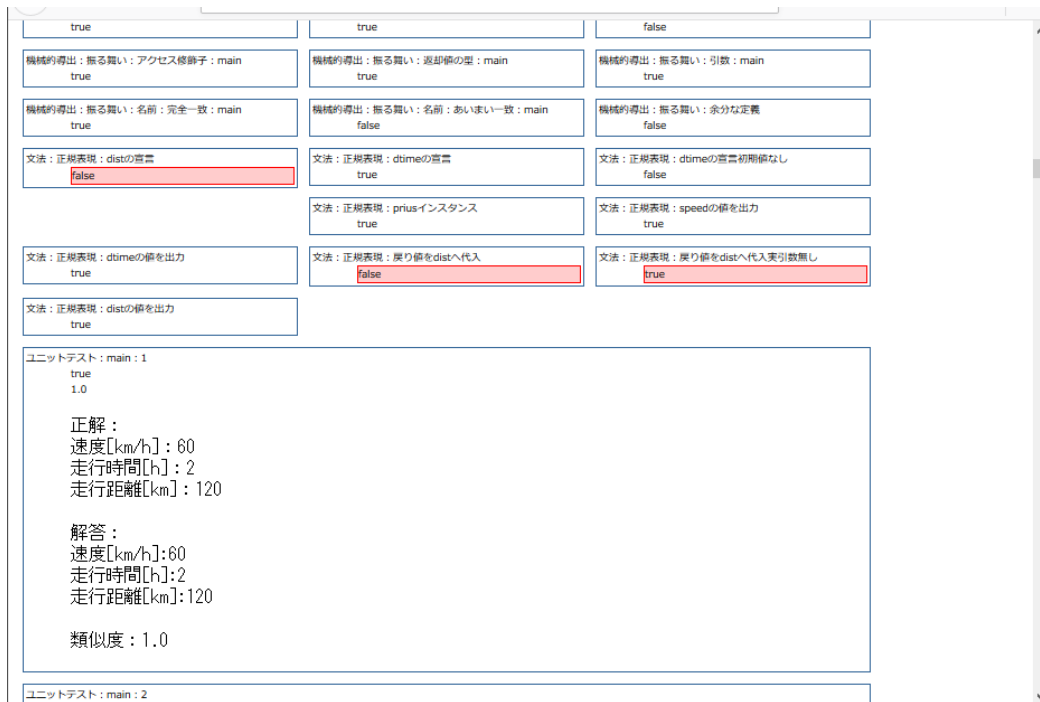 true
true
false
機械的導出：振る舞い：アクセス修飾子：main
true
機械的導出：振る舞い：返却値の型：main
true
機械的導出：振る舞い：引数：main
true
機械的導出：振る舞い：名前：完全一致：main
true
機械的導出：振る舞い：名前：あいまい一致：main
false
機械的導出：振る舞い：余分な定義
false
文法：正規表現：distの宣言
false
文法：正規表現：dtimeの宣言
true
文法：正規表現：dtimeの宣言初期値なし
false
文法：正規表現：priusインスタンス
true
文法：正規表現：speedの値を出力
true
文法：正規表現：dtimeの値を出力
true
文法：正規表現：戻り値をdistへ代入
false
文法：正規表現：戻り値をdistへ代入実引数無し
true
文法：正規表現：distの値を出力
true
ユニットテスト：main：1
true
1.0
正解：
速度[km/h]：60
走行時間[h]：2
走行距離[km]：120
解答：
速度[km/h]:60
走行時間[h]:2
走行距離[km]:120
類似度：1.0
ユニットテスト：main：2